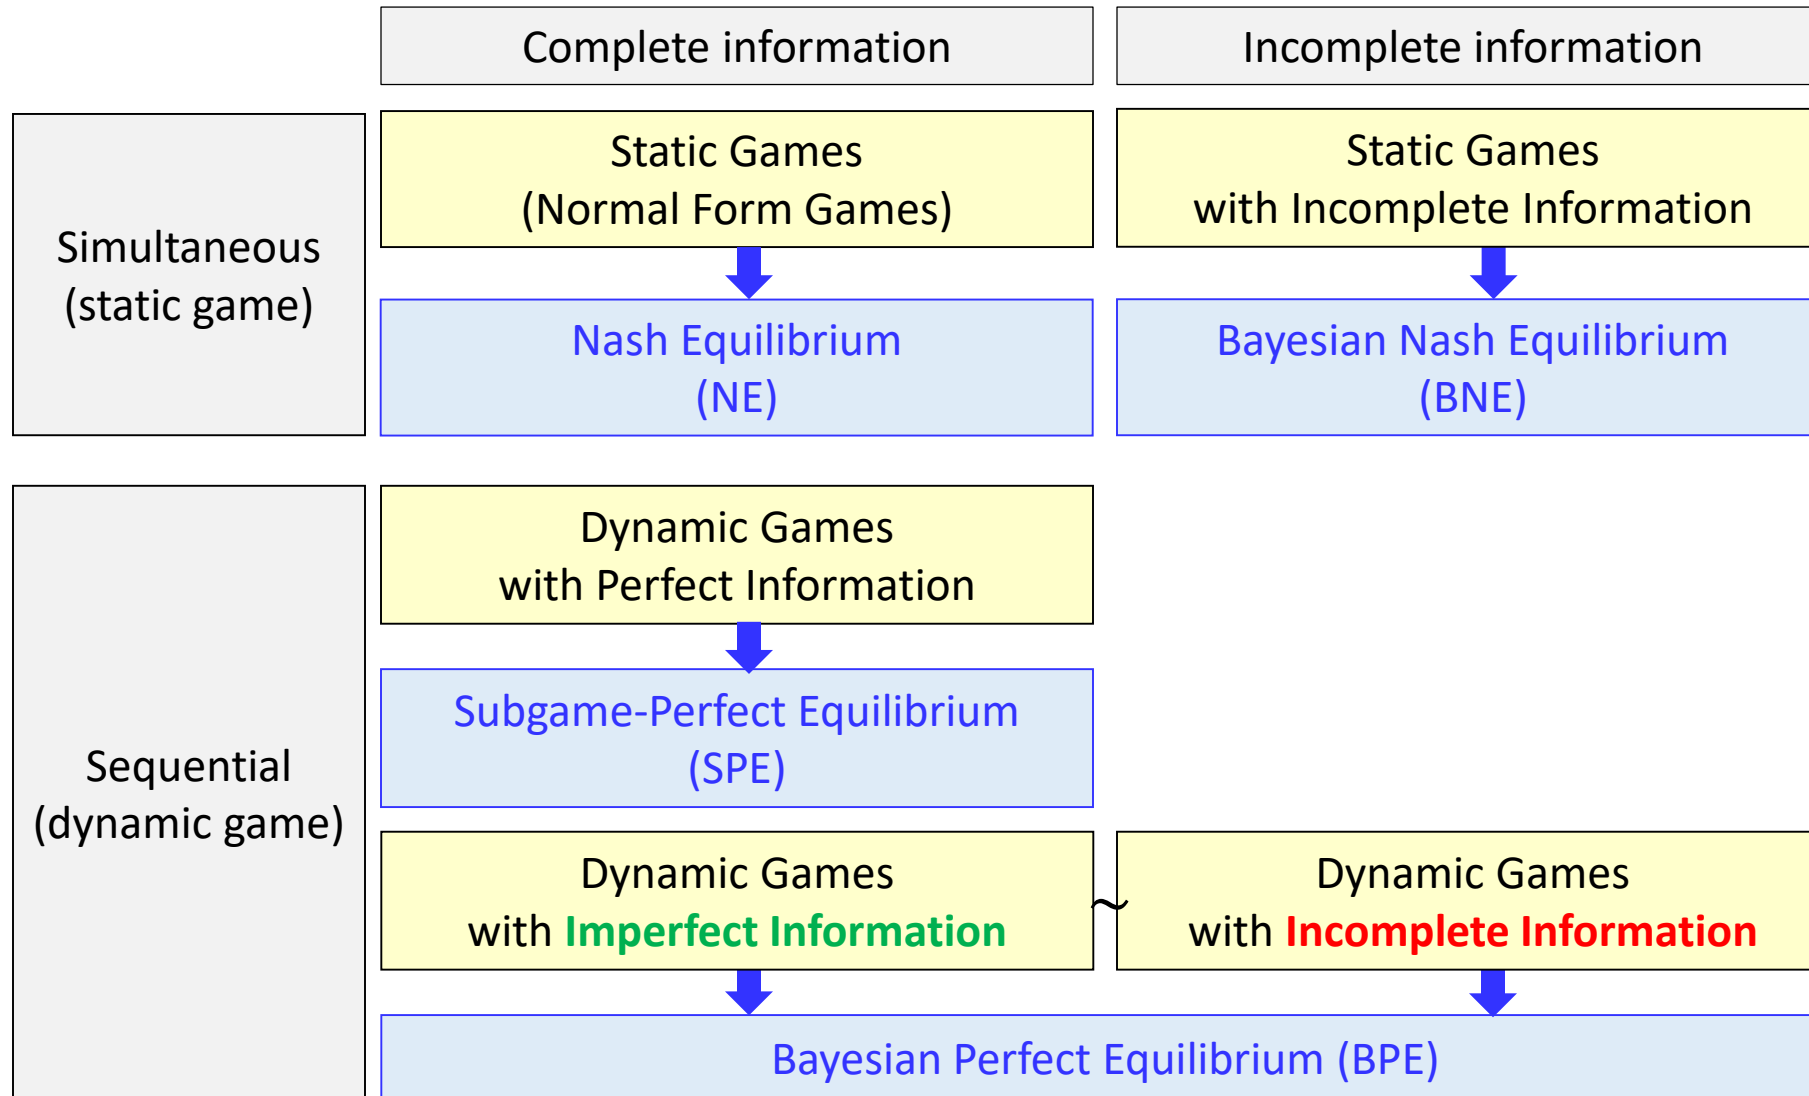 Complete information
Incomplete information
Simultaneous
(static game)
Static Games
(Normal Form Games)
Static Games
with Incomplete Information
Nash Equilibrium
(NE)
Bayesian Nash Equilibrium
(BNE)
Sequential
(dynamic game)
Dynamic Games
with Perfect Information
Subgame-Perfect Equilibrium
(SPE)
Dynamic Games
with Imperfect Information
~
Dynamic Games
with Incomplete Information
Bayesian Perfect Equilibrium (BPE)